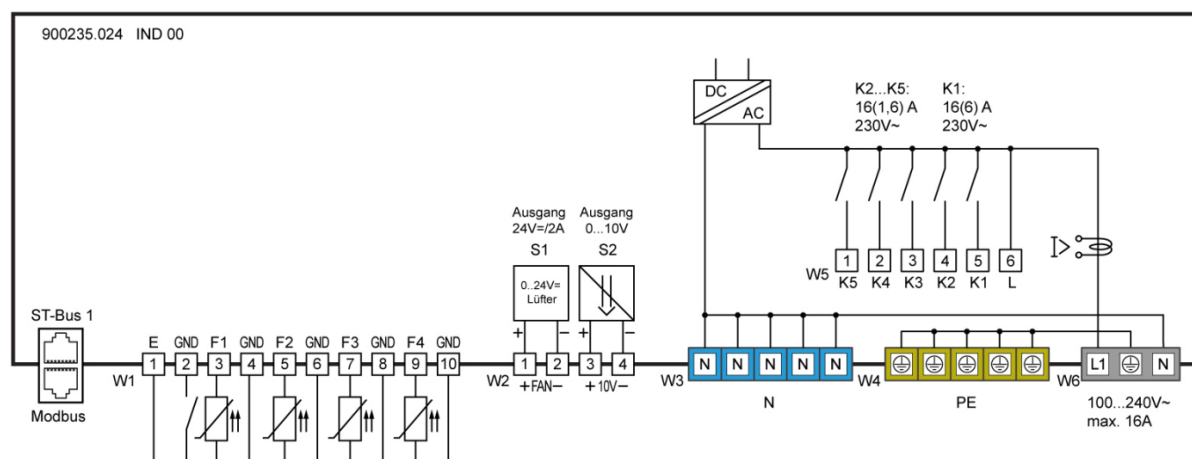 900235.024 IND 00
DC
AC
K2...K5:
16(1,6) A
230V~
K1:
16(6) A
230V~
Ausgang
24V=/2A
S1
Ausgang
0...10V
S2
0..24V=
Lüfter
+ − + −
W5 1 2 3 4 5 6
K5 K4 K3 K2 K1 L
I>
ST-Bus 1
Modbus
E GND F1 GND F2 GND F3 GND F4 GND
W1 1 2 3 4 5 6 7 8 9 10
W2 1 2 3 4
+FAN− + 10V−
W3 N N N N N
N
W4
PE
W6 L1 N
100...240V~
max. 16A